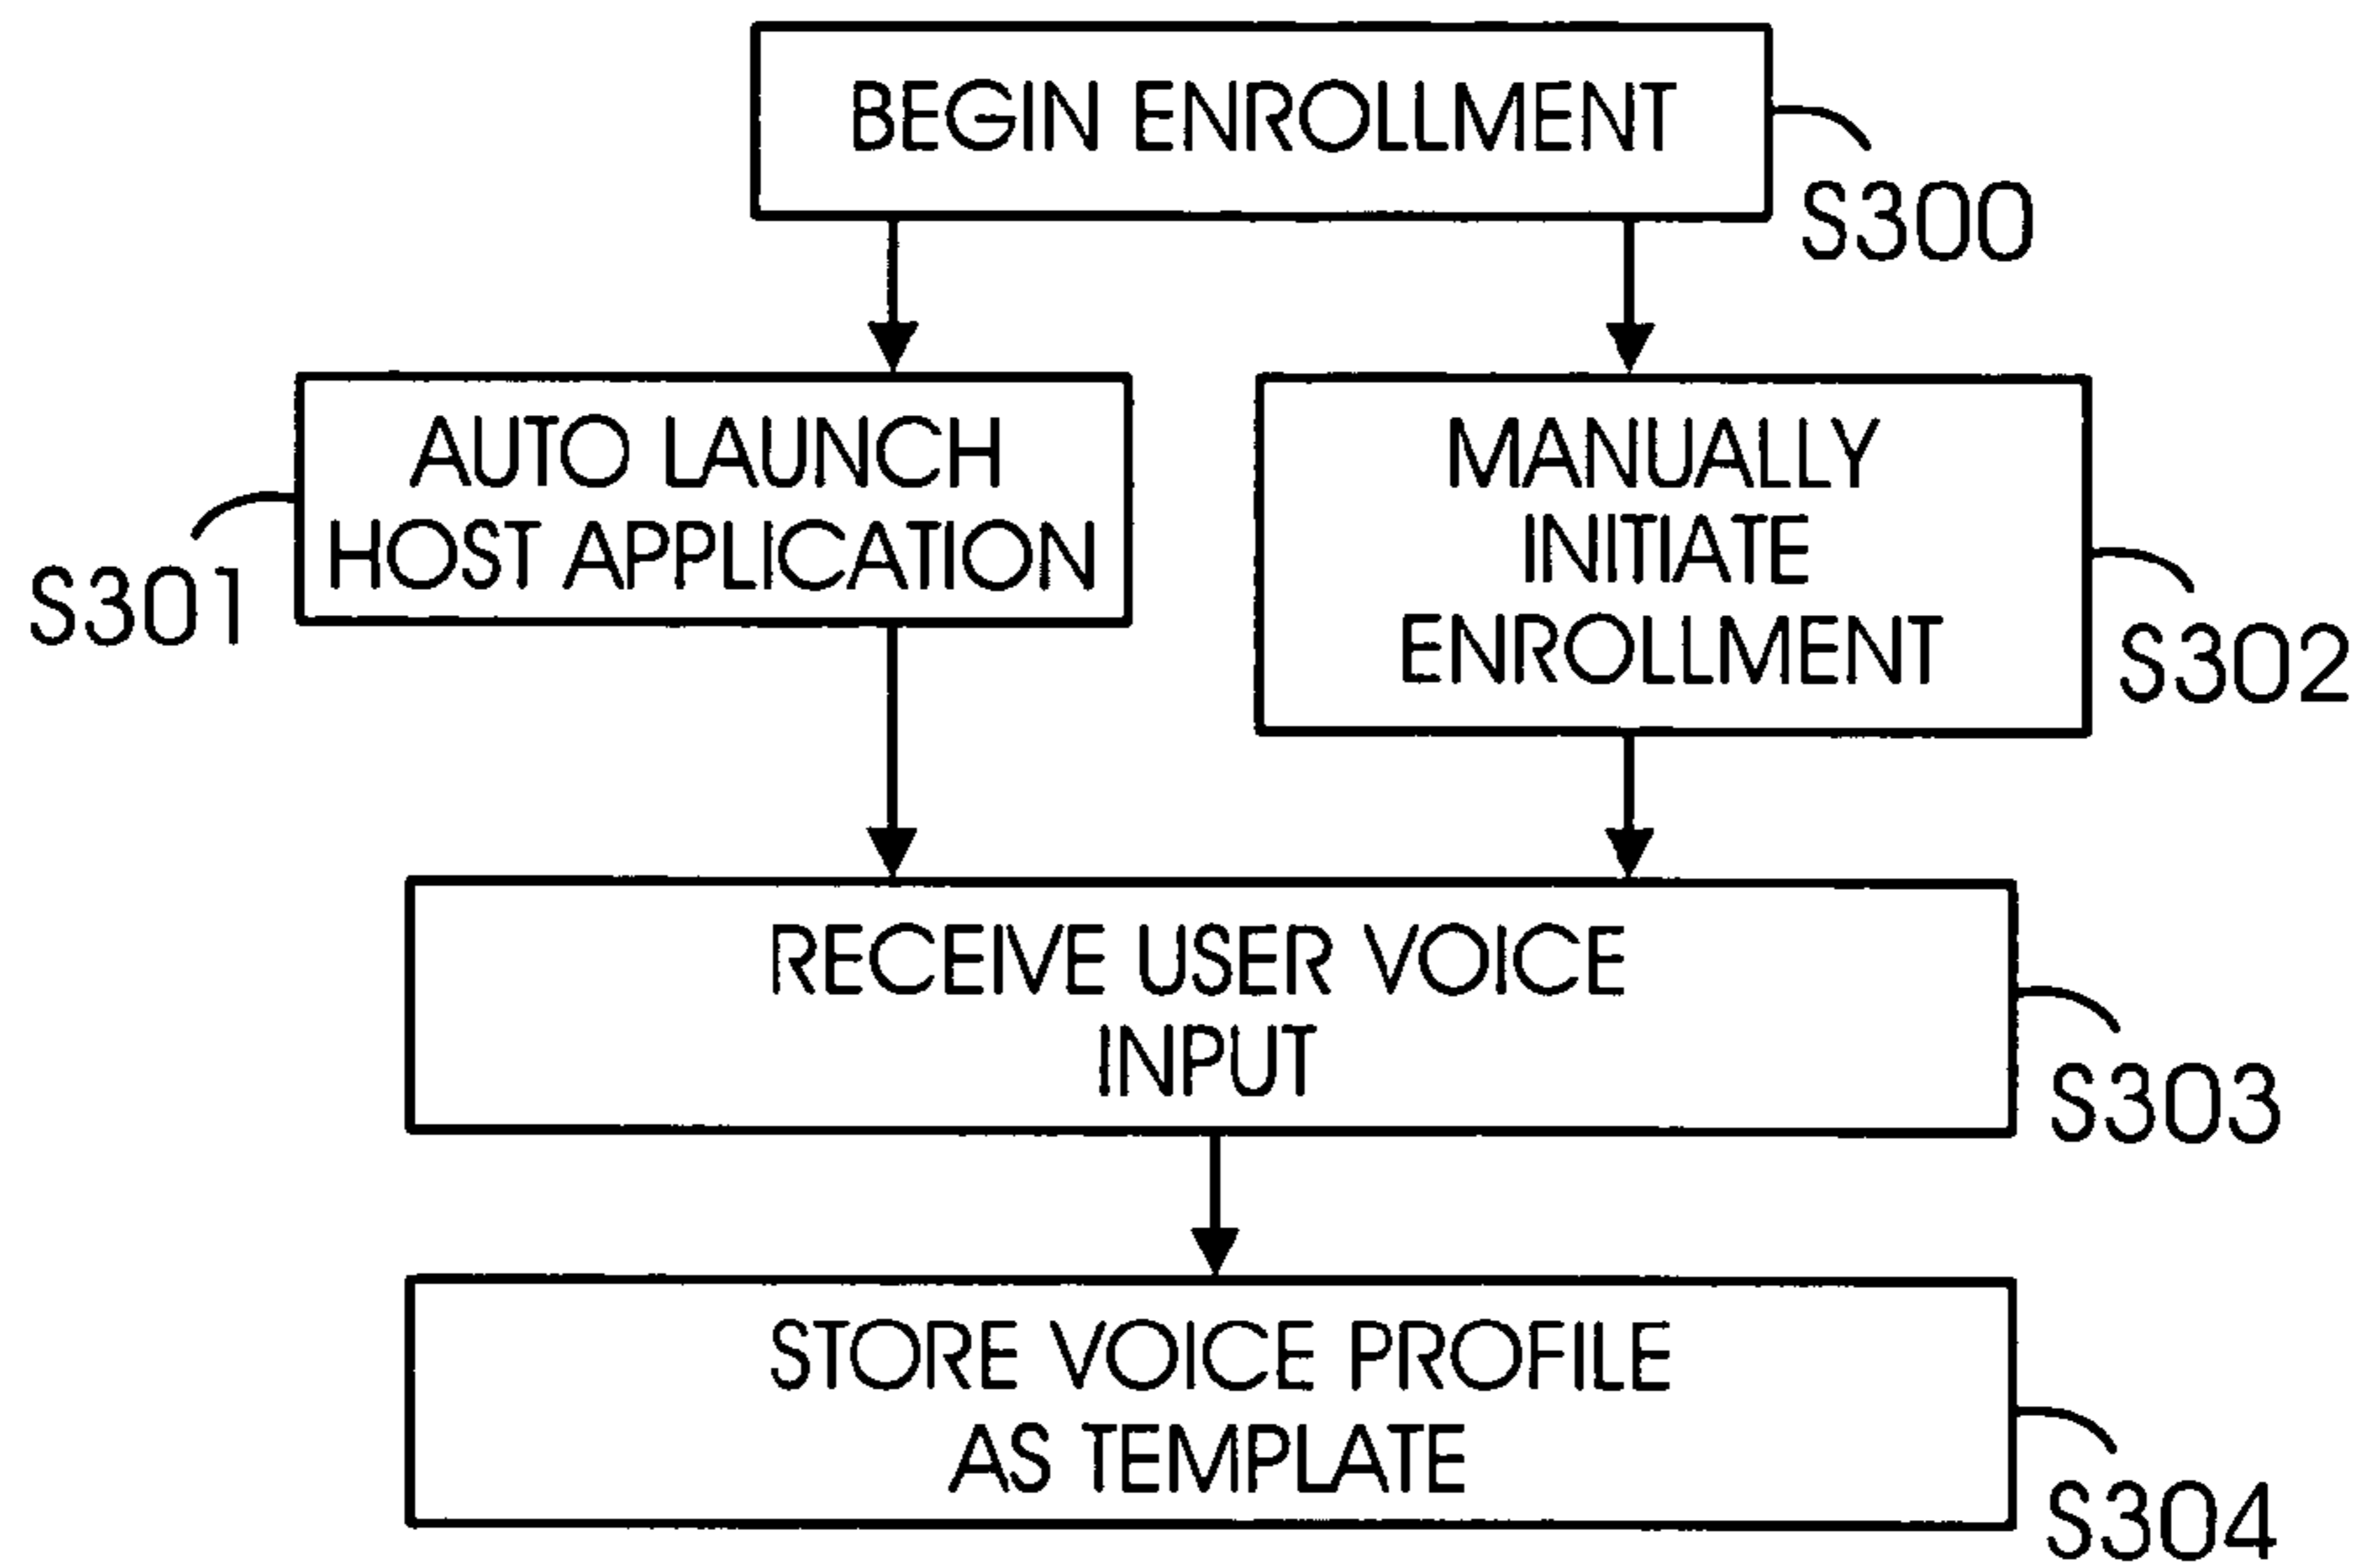 BEGIN ENROLLMENT
S300
AUTO LAUNCH
HOST APPLICATION
S301
MANUALLY
INITIATE
ENROLLMENT
S302
RECEIVE USER VOICE
INPUT
S303
STORE VOICE PROFILE
AS TEMPLATE
S304